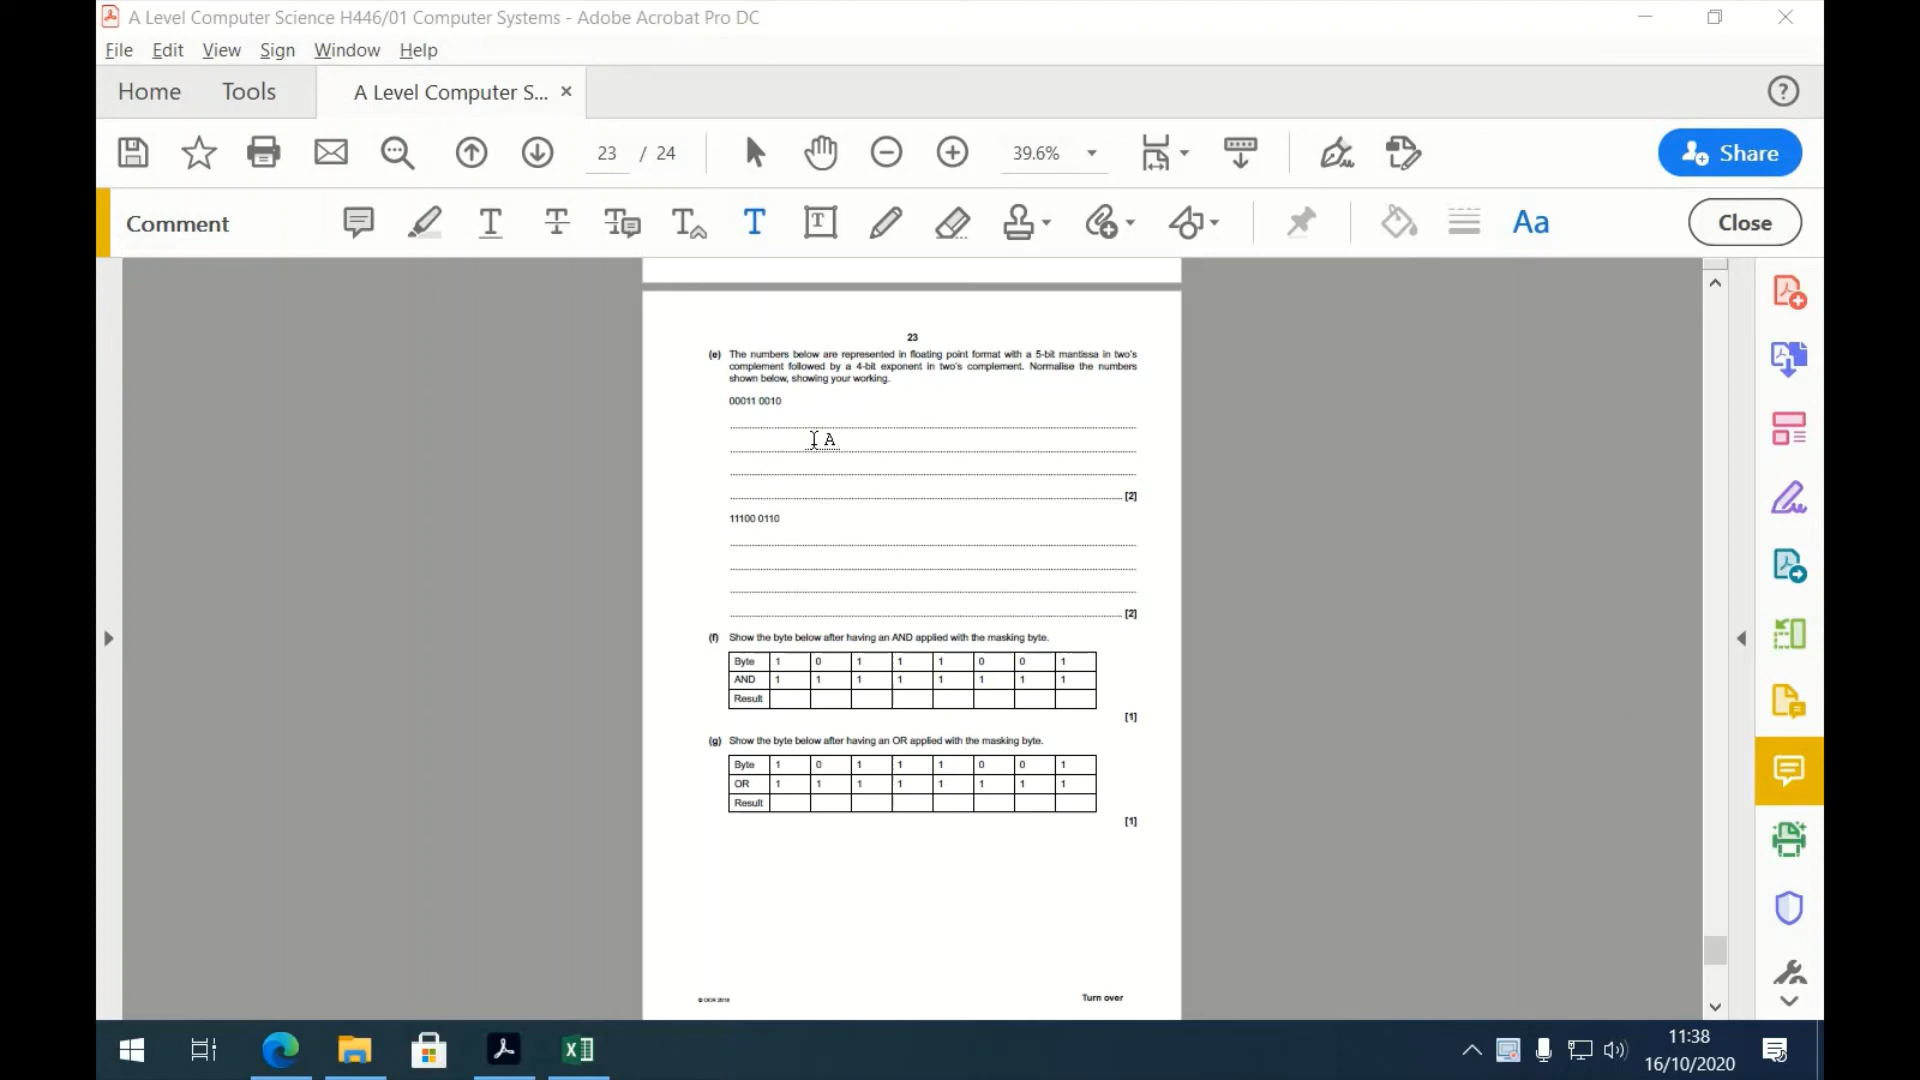 A Level Computer Science H446/01 Computer Systems - Adobe Acrobat Pro DC
File Edit View Sign Window Help
Home Tools A Level Computer S... ×
23 / 24 39.6% Share
Comment Aa Close
23
(e) The numbers below are represented in floating point format with a 5-bit mantissa in two's
complement followed by a 4-bit exponent in two's complement. Normalise the numbers
shown below, showing your working.
00011 0010
A
[2]
11100 0110
[2]
(f) Show the byte below after having an AND applied with the masking byte.
Byte 1 0 1 1 1 0 0 1
AND 1 1 1 1 1 1 1 1
Result
[1]
(g) Show the byte below after having an OR applied with the masking byte.
Byte 1 0 1 1 1 0 0 1
OR 1 1 1 1 1 1 1 1
Result
[1]
© OCR 2018 Turn over
11:38
16/10/2020